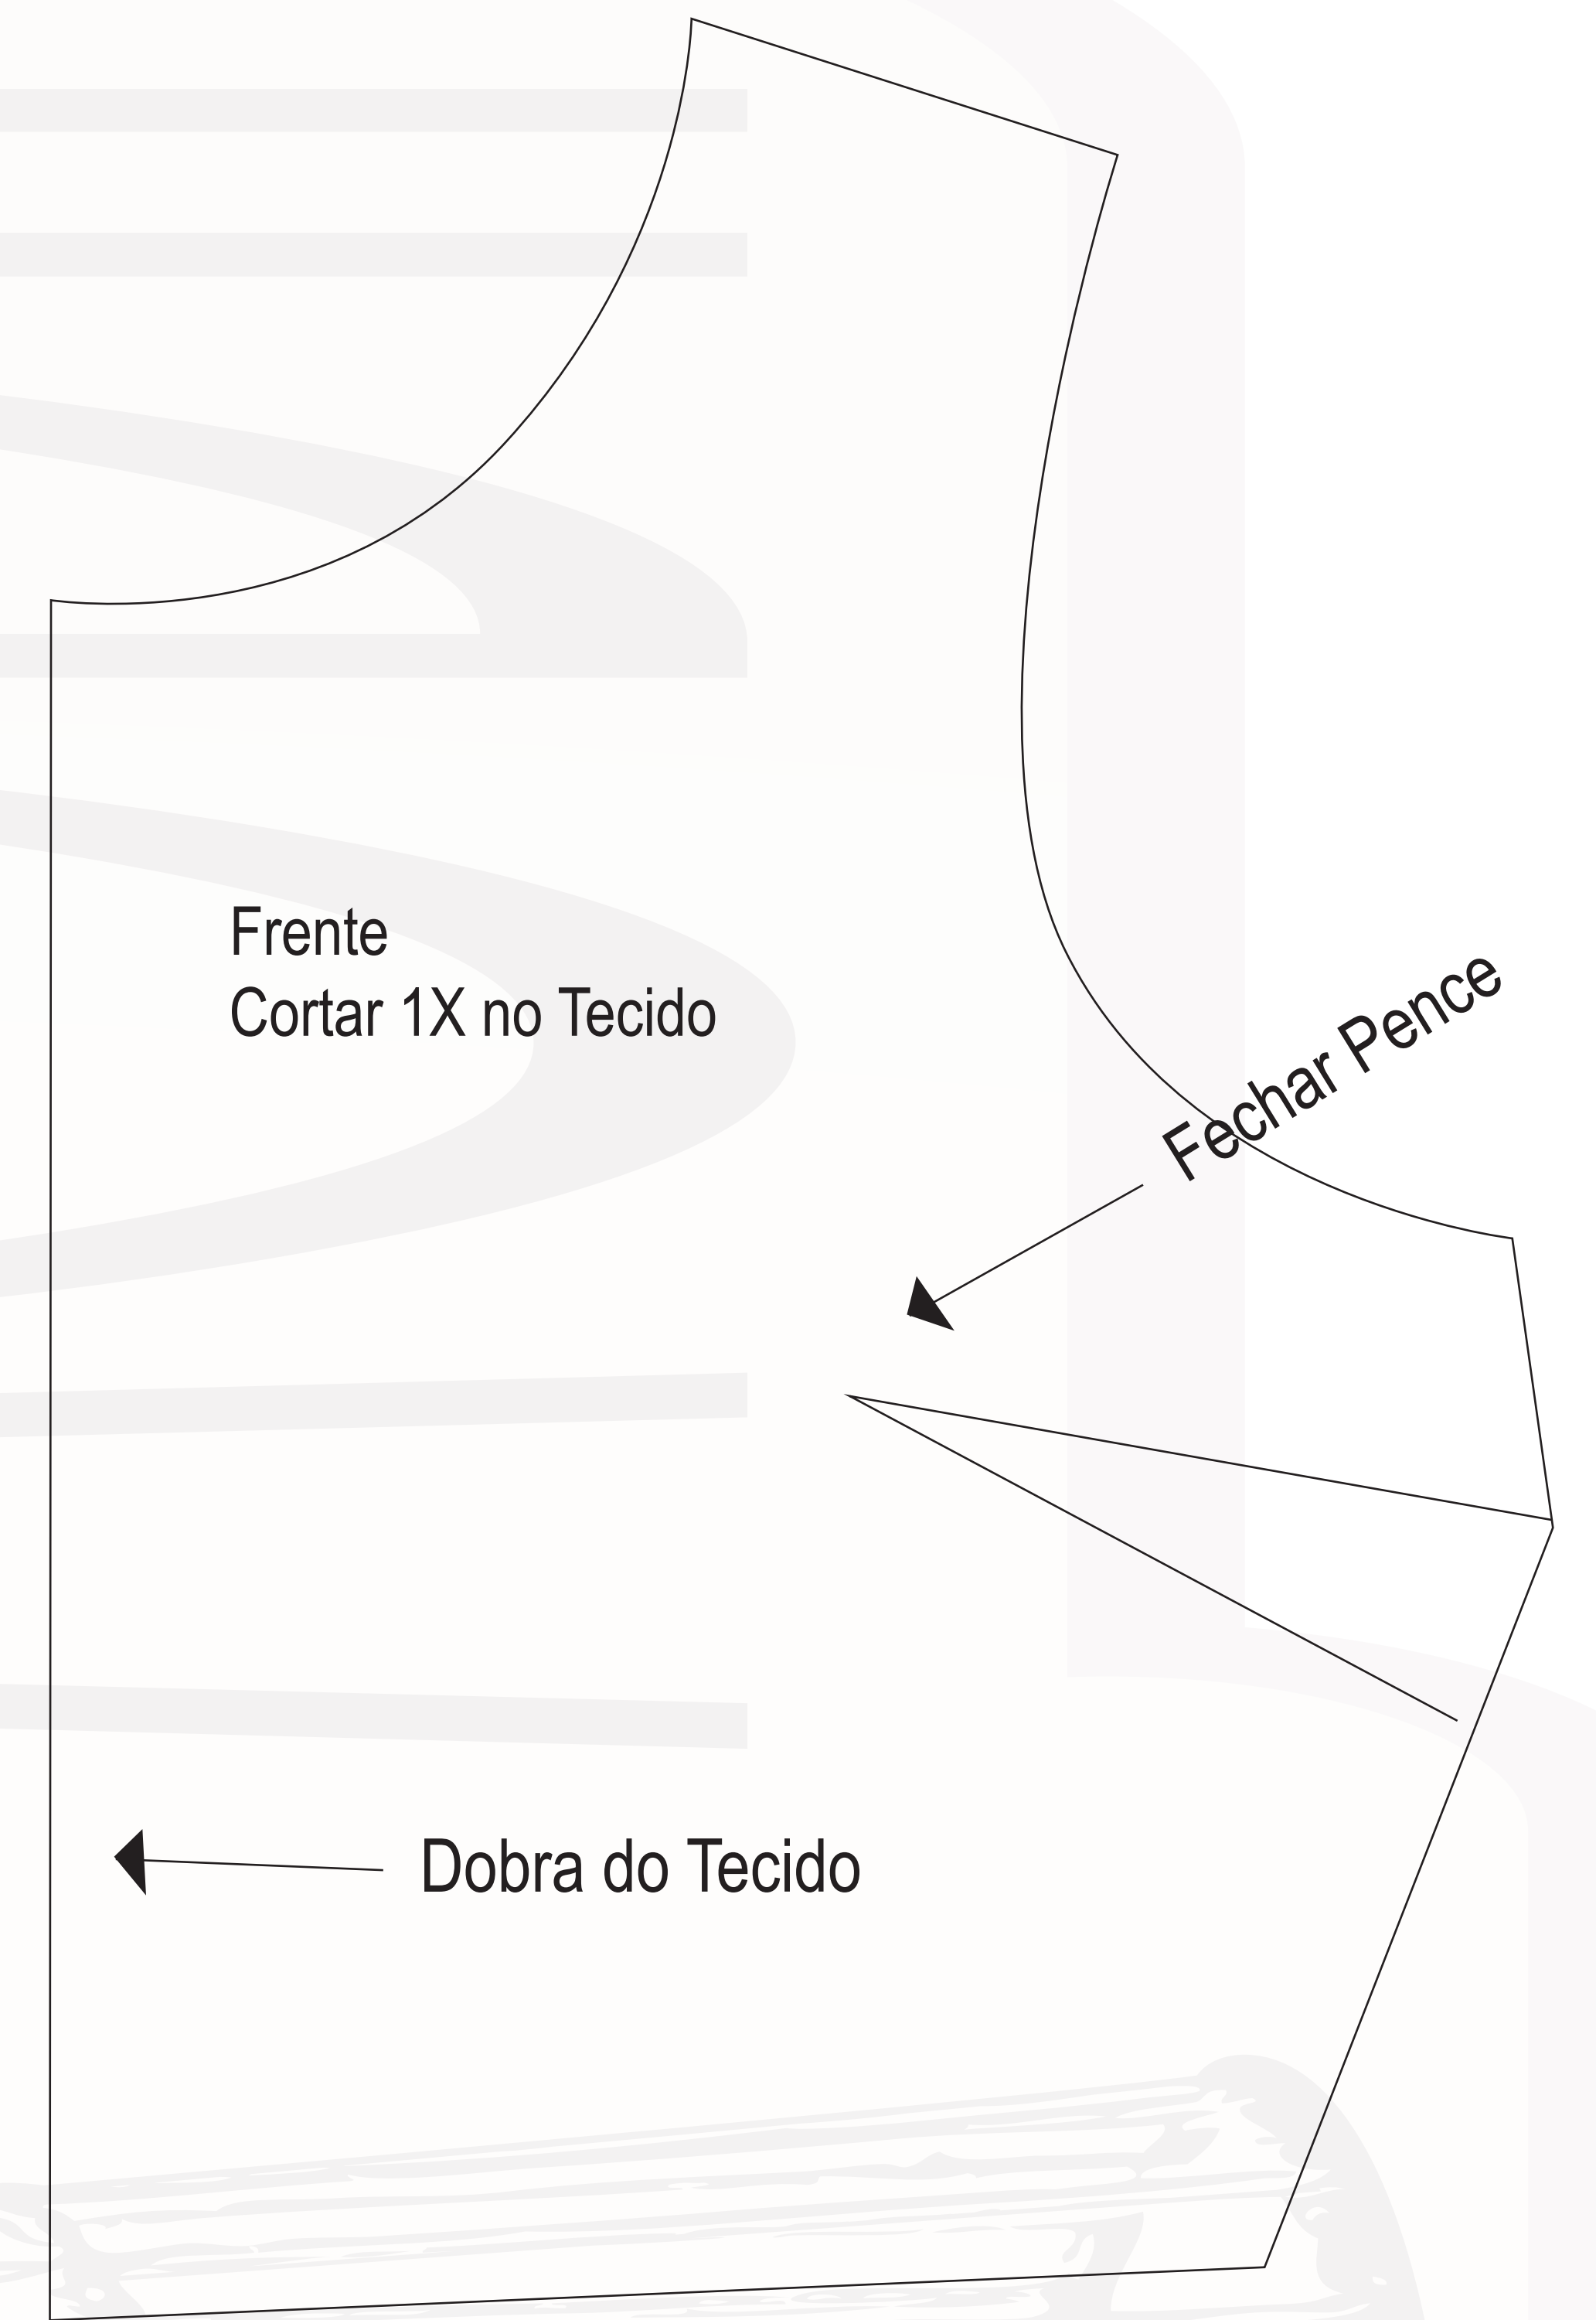 Frente
Cortar 1X no Tecido
Fechar Pence
Dobra do Tecido